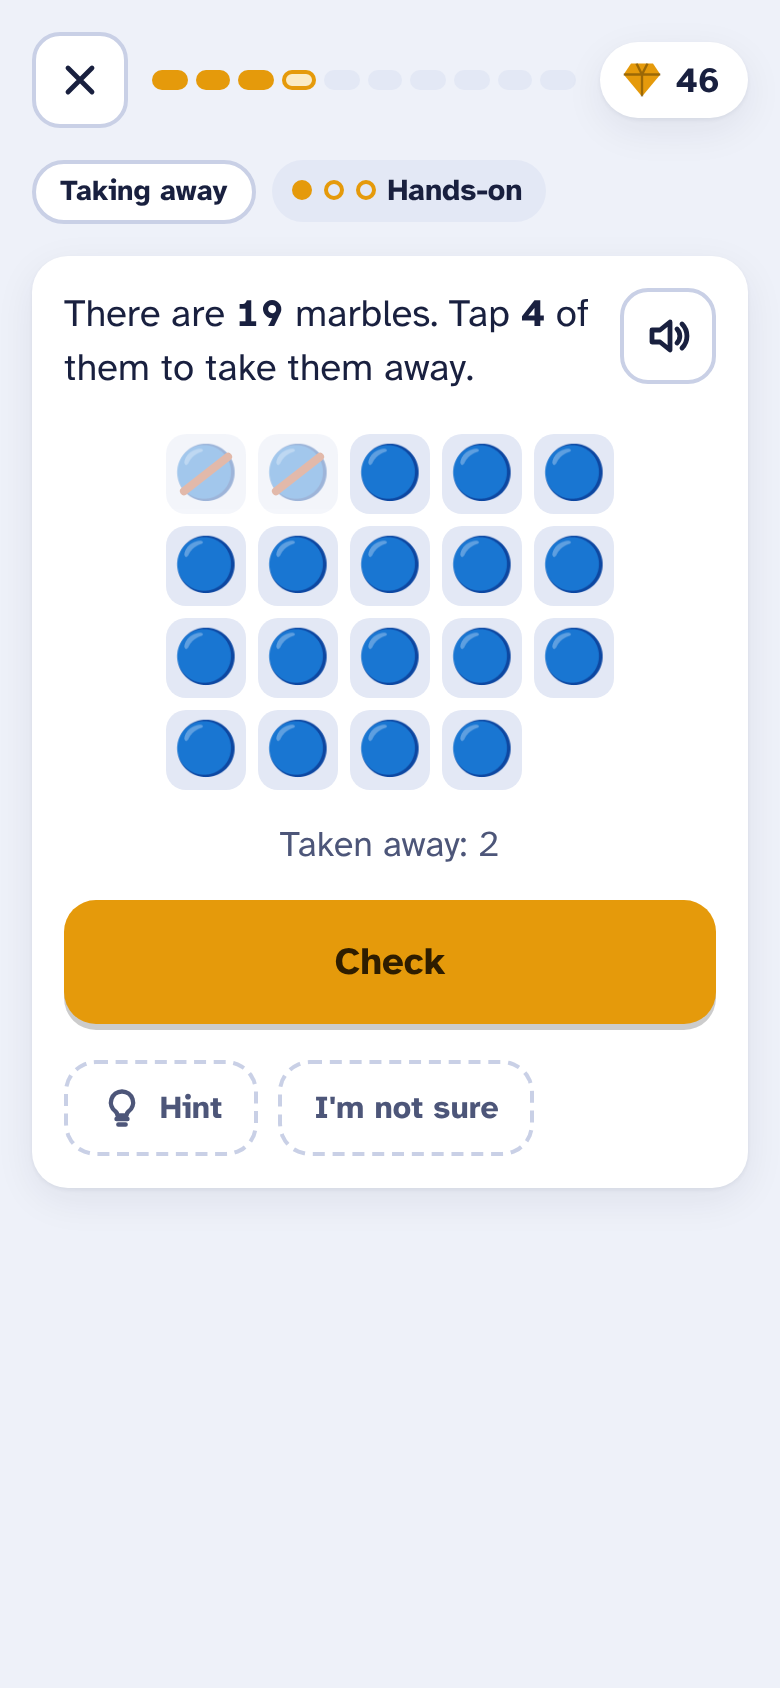 46
Taking away
Hands-on
There are 19 marbles. Tap 4 of
them to take them away.
Taken away: 2
Check
Hint
I'm not sure